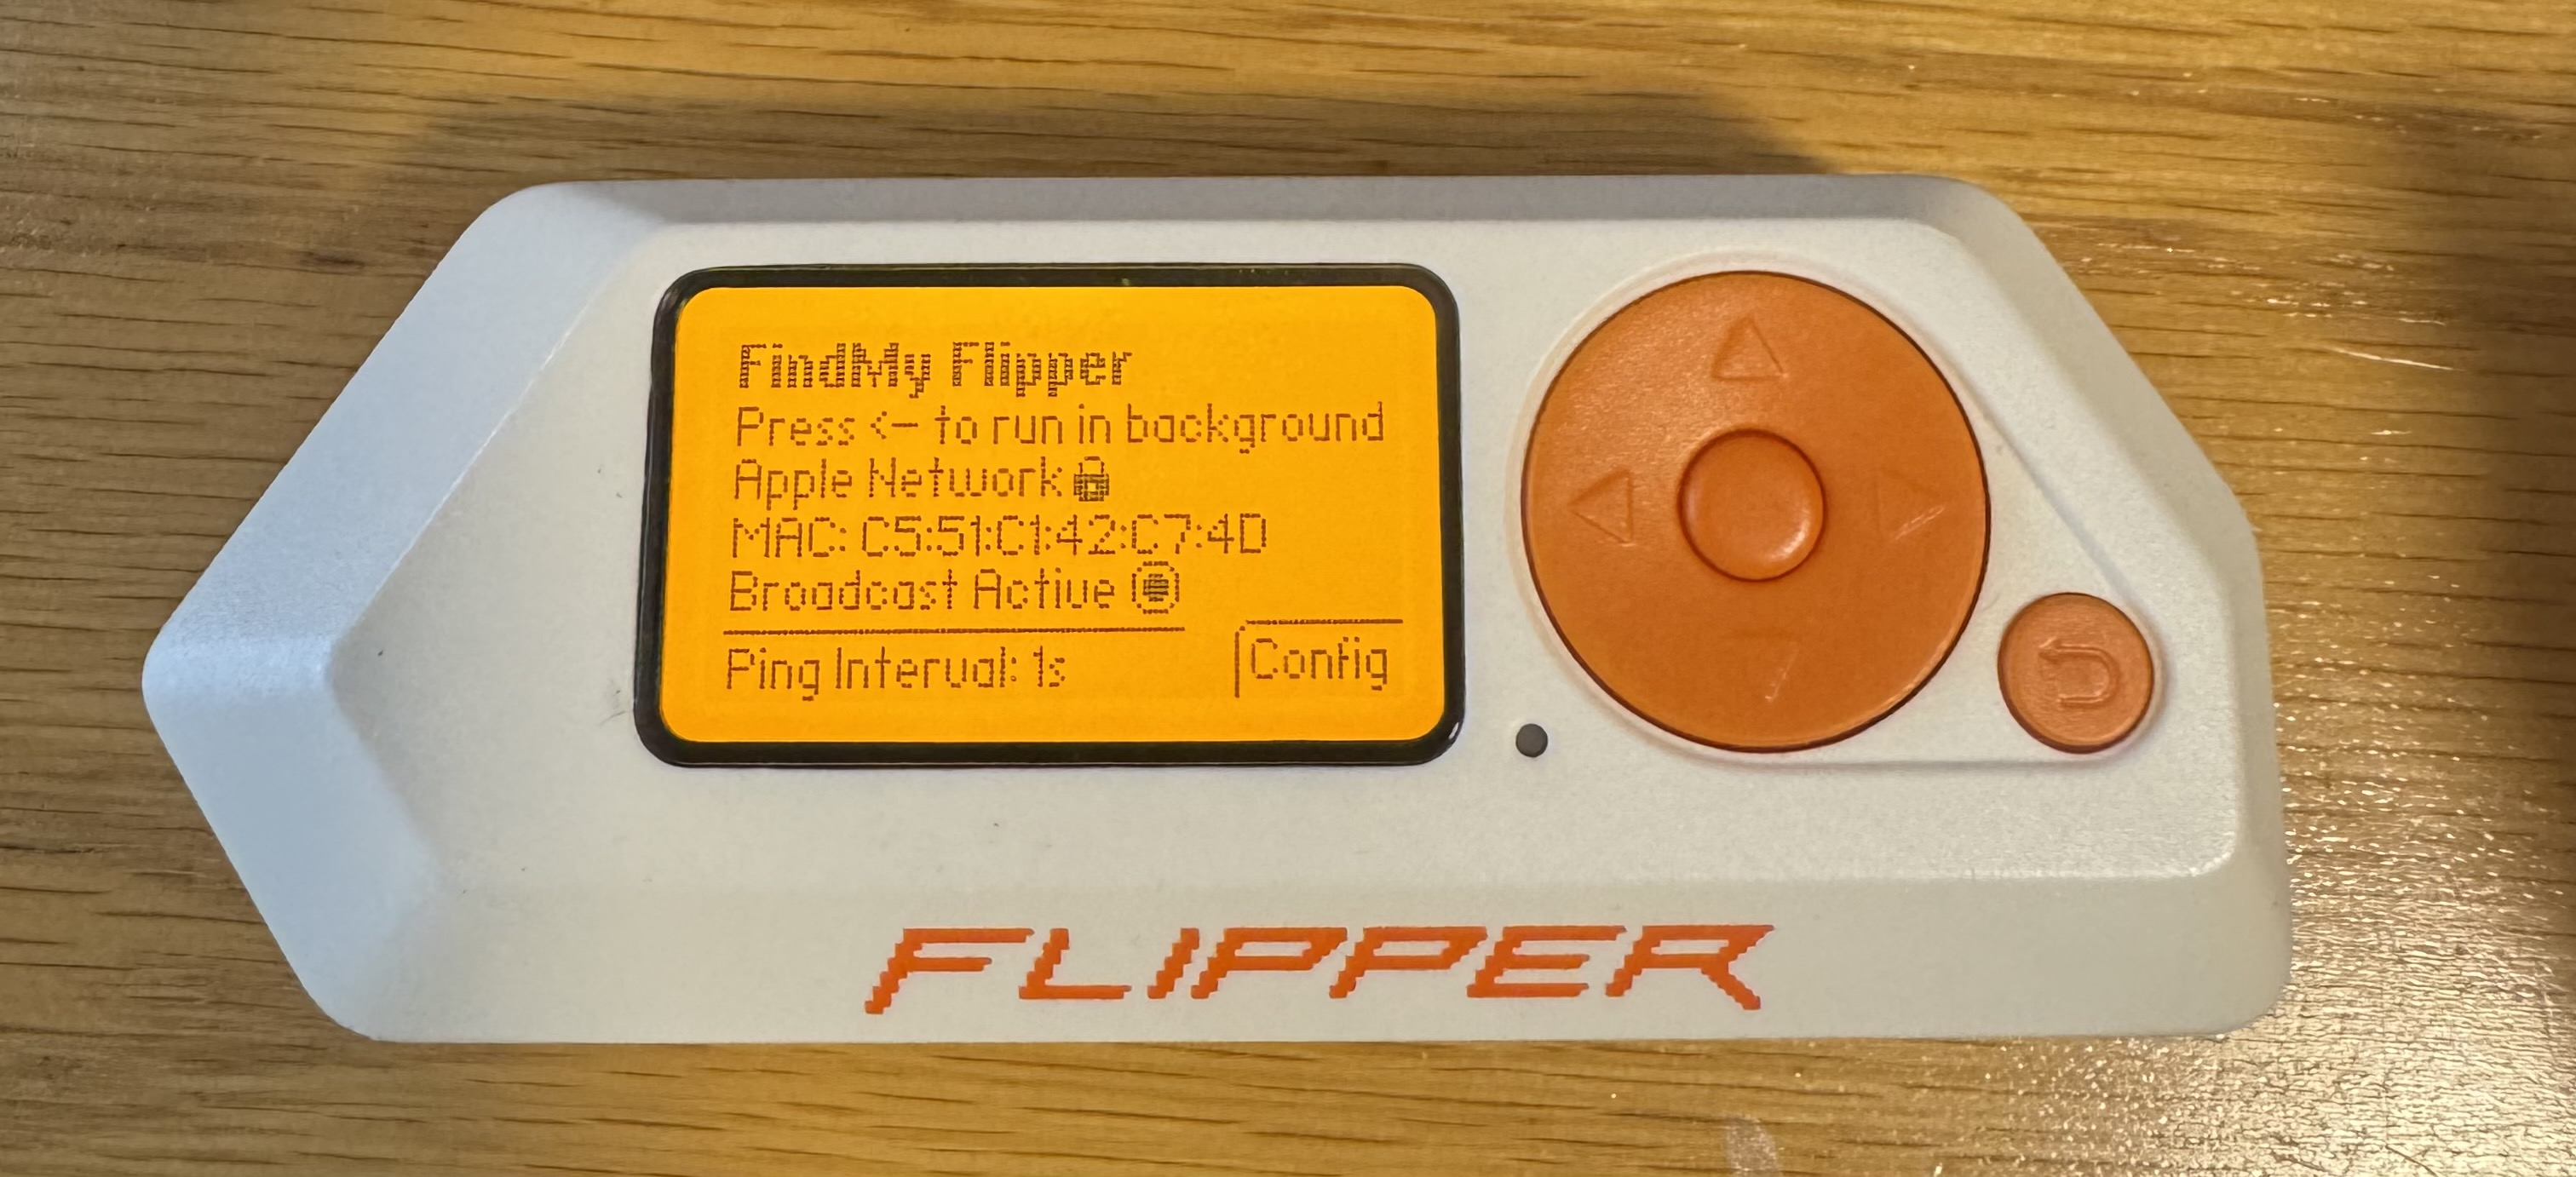 FindMy Flipper
Press <- to run in background
Apple Network
MAC: C5:51:C1:42:C7:4D
Broadcast Active
Ping Interval: 1s
Config
FLIPPER